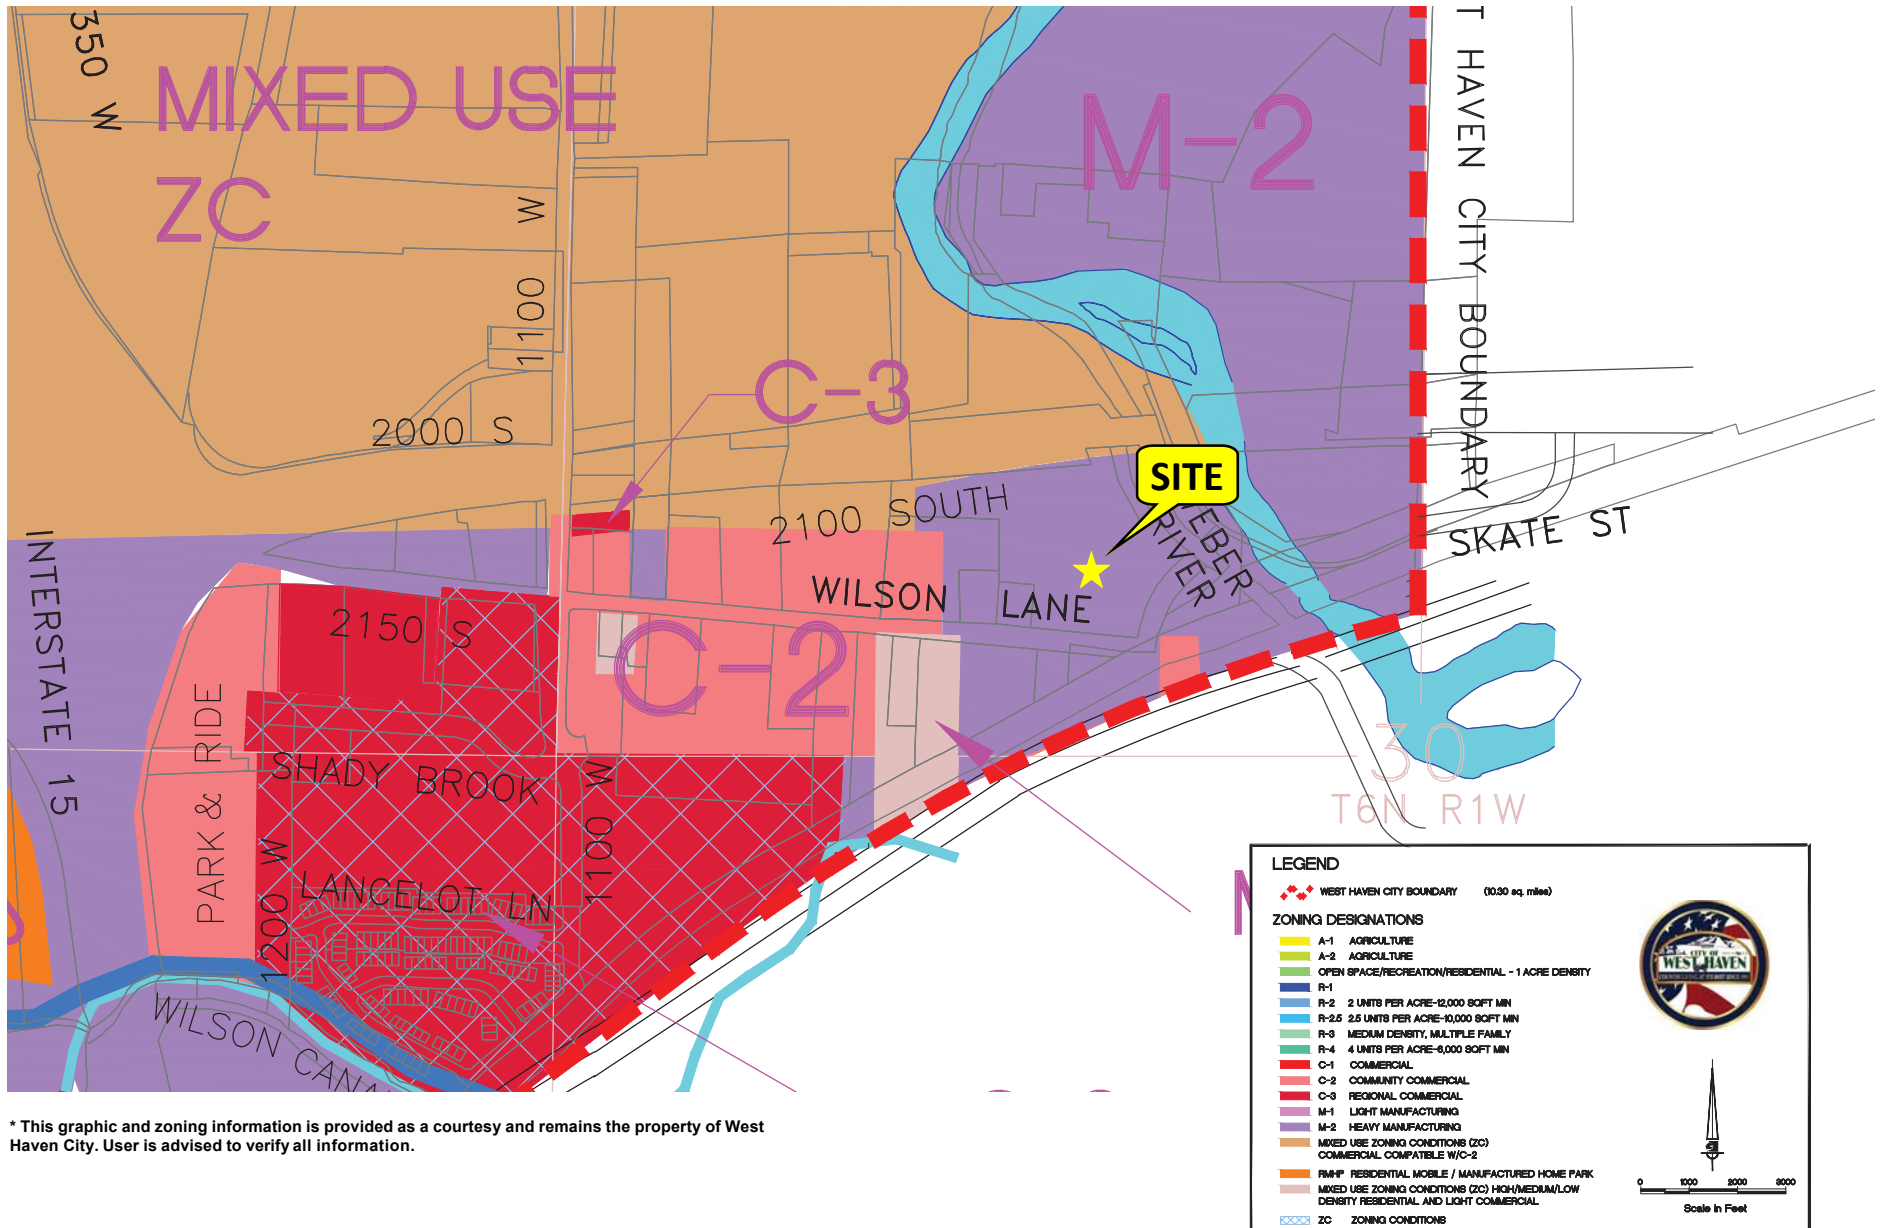 350 W
MIXED USE
ZC
M-2
T HAVEN CITY BOUNDARY
1100 W
C-3
2000 S
SITE
2100 SOUTH
SKATE ST
WEBER
RIVER
WILSON LANE
INTERSTATE 15
2150 S
C-2
PARK & RIDE
SHADY BROOK
1100 W
30
T6N R1W
1200 W
LANCELOT LN
WILSON CANA
LEGEND
WEST HAVEN CITY BOUNDARY (10.30 sq. miles)
ZONING DESIGNATIONS
A-1 AGRICULTURE
A-2 AGRICULTURE
OPEN SPACE/RECREATION/RESIDENTIAL - 1 ACRE DENSITY
R-1
R-2 2 UNITS PER ACRE-12,000 SQFT MIN
R-2.5 2.5 UNITS PER ACRE-10,000 SQFT MIN
R-3 MEDIUM DENSITY, MULTIPLE FAMILY
R-4 4 UNITS PER ACRE-6,000 SQFT MIN
C-1 COMMERCIAL
C-2 COMMUNITY COMMERCIAL
C-3 REGIONAL COMMERCIAL
M-1 LIGHT MANUFACTURING
M-2 HEAVY MANUFACTURING
MIXED USE ZONING CONDITIONS (ZC)
COMMERCIAL COMPATIBLE W/C-2
RMHP RESIDENTIAL MOBILE / MANUFACTURED HOME PARK
MIXED USE ZONING CONDITIONS (ZC) HIGH/MEDIUM/LOW
DENSITY RESIDENTIAL AND LIGHT COMMERCIAL
ZC ZONING CONDITIONS
CITY OF
WEST HAVEN
0 1000 2000 3000
Scale in Feet
* This graphic and zoning information is provided as a courtesy and remains the property of West
Haven City. User is advised to verify all information.